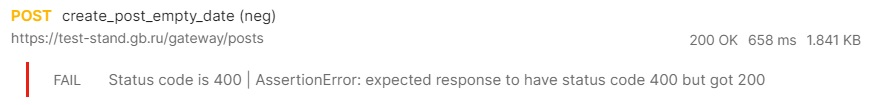 POST create_post_empty_date (neg)
https://test-stand.gb.ru/gateway/posts 200 OK 658 ms 1.841 KB
FAIL Status code is 400 | AssertionError: expected response to have status code 400 but got 200